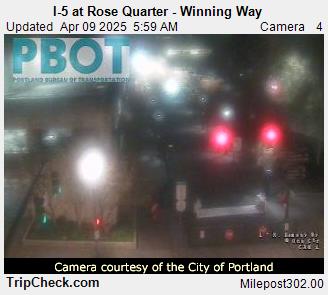 I-5 at Rose Quarter - Winning Way
Updated Apr 09 2025 5:59 AM Camera 4
PBOT
PORTLAND BUREAU OF TRANSPORTATION
Camera courtesy of the City of Portland
TripCheck.com Milepost302.00